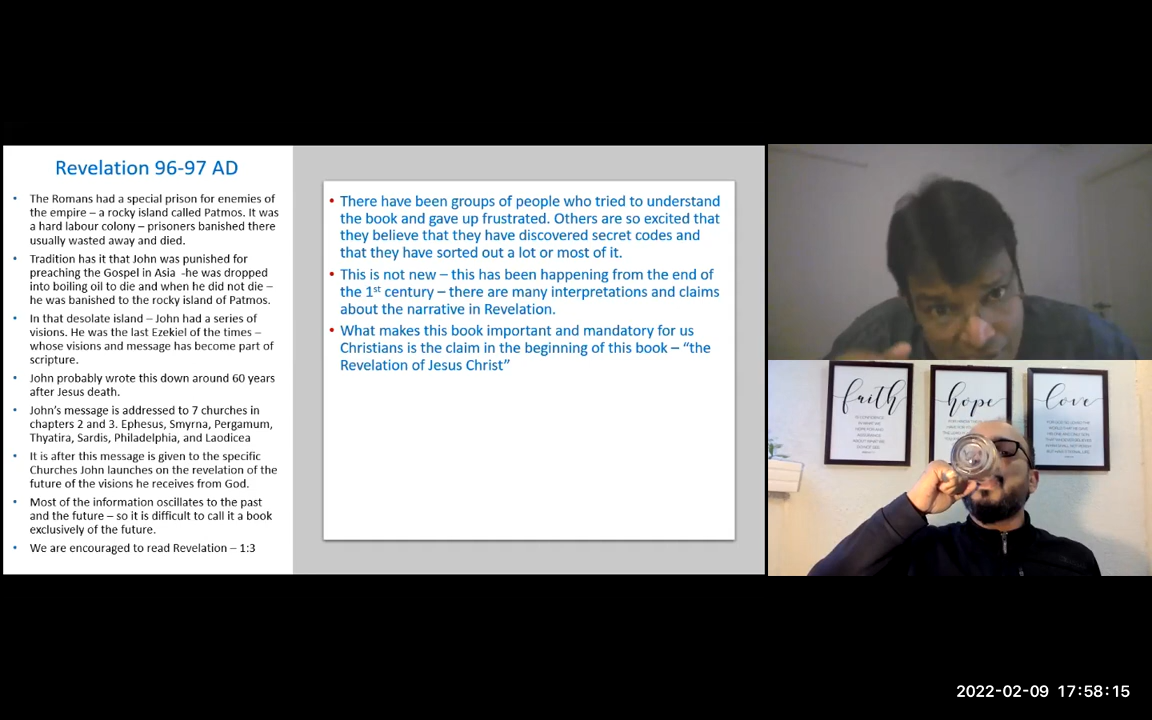 Revelation 96-97 AD
• The Romans had a special prison for enemies of
the empire – a rocky island called Patmos. It was
a hard labour colony – prisoners banished there
usually wasted away and died.
• Tradition has it that John was punished for
preaching the Gospel in Asia -he was dropped
into boiling oil to die and when he did not die –
he was banished to the rocky island of Patmos.
• In that desolate island – John had a series of
visions. He was the last Ezekiel of the times –
whose visions and message has become part of
scripture.
• John probably wrote this down around 60 years
after Jesus death.
• John's message is addressed to 7 churches in
chapters 2 and 3. Ephesus, Smyrna, Pergamum,
Thyatira, Sardis, Philadelphia, and Laodicea
• It is after this message is given to the specific
Churches John launches on the revelation of the
future of the visions he receives from God.
• Most of the information oscillates to the past
and the future – so it is difficult to call it a book
exclusively of the future.
• We are encouraged to read Revelation – 1:3
• There have been groups of people who tried to understand
the book and gave up frustrated. Others are so excited that
they believe that they have discovered secret codes and
that they have sorted out a lot or most of it.
• This is not new – this has been happening from the end of
the 1st century – there are many interpretations and claims
about the narrative in Revelation.
• What makes this book important and mandatory for us
Christians is the claim in the beginning of this book – “the
Revelation of Jesus Christ”
faith
hope
love
2022-02-09 17:58:15